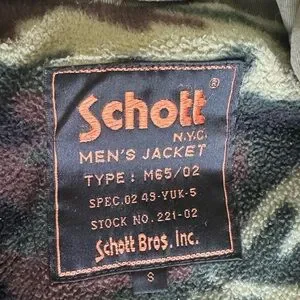 Schott®
N.Y.C.
MEN'S JACKET
TYPE: M65/02
SPEC.02 49-YUK-5
STOCK NO. 221-02
Schott Bros, Inc.
S